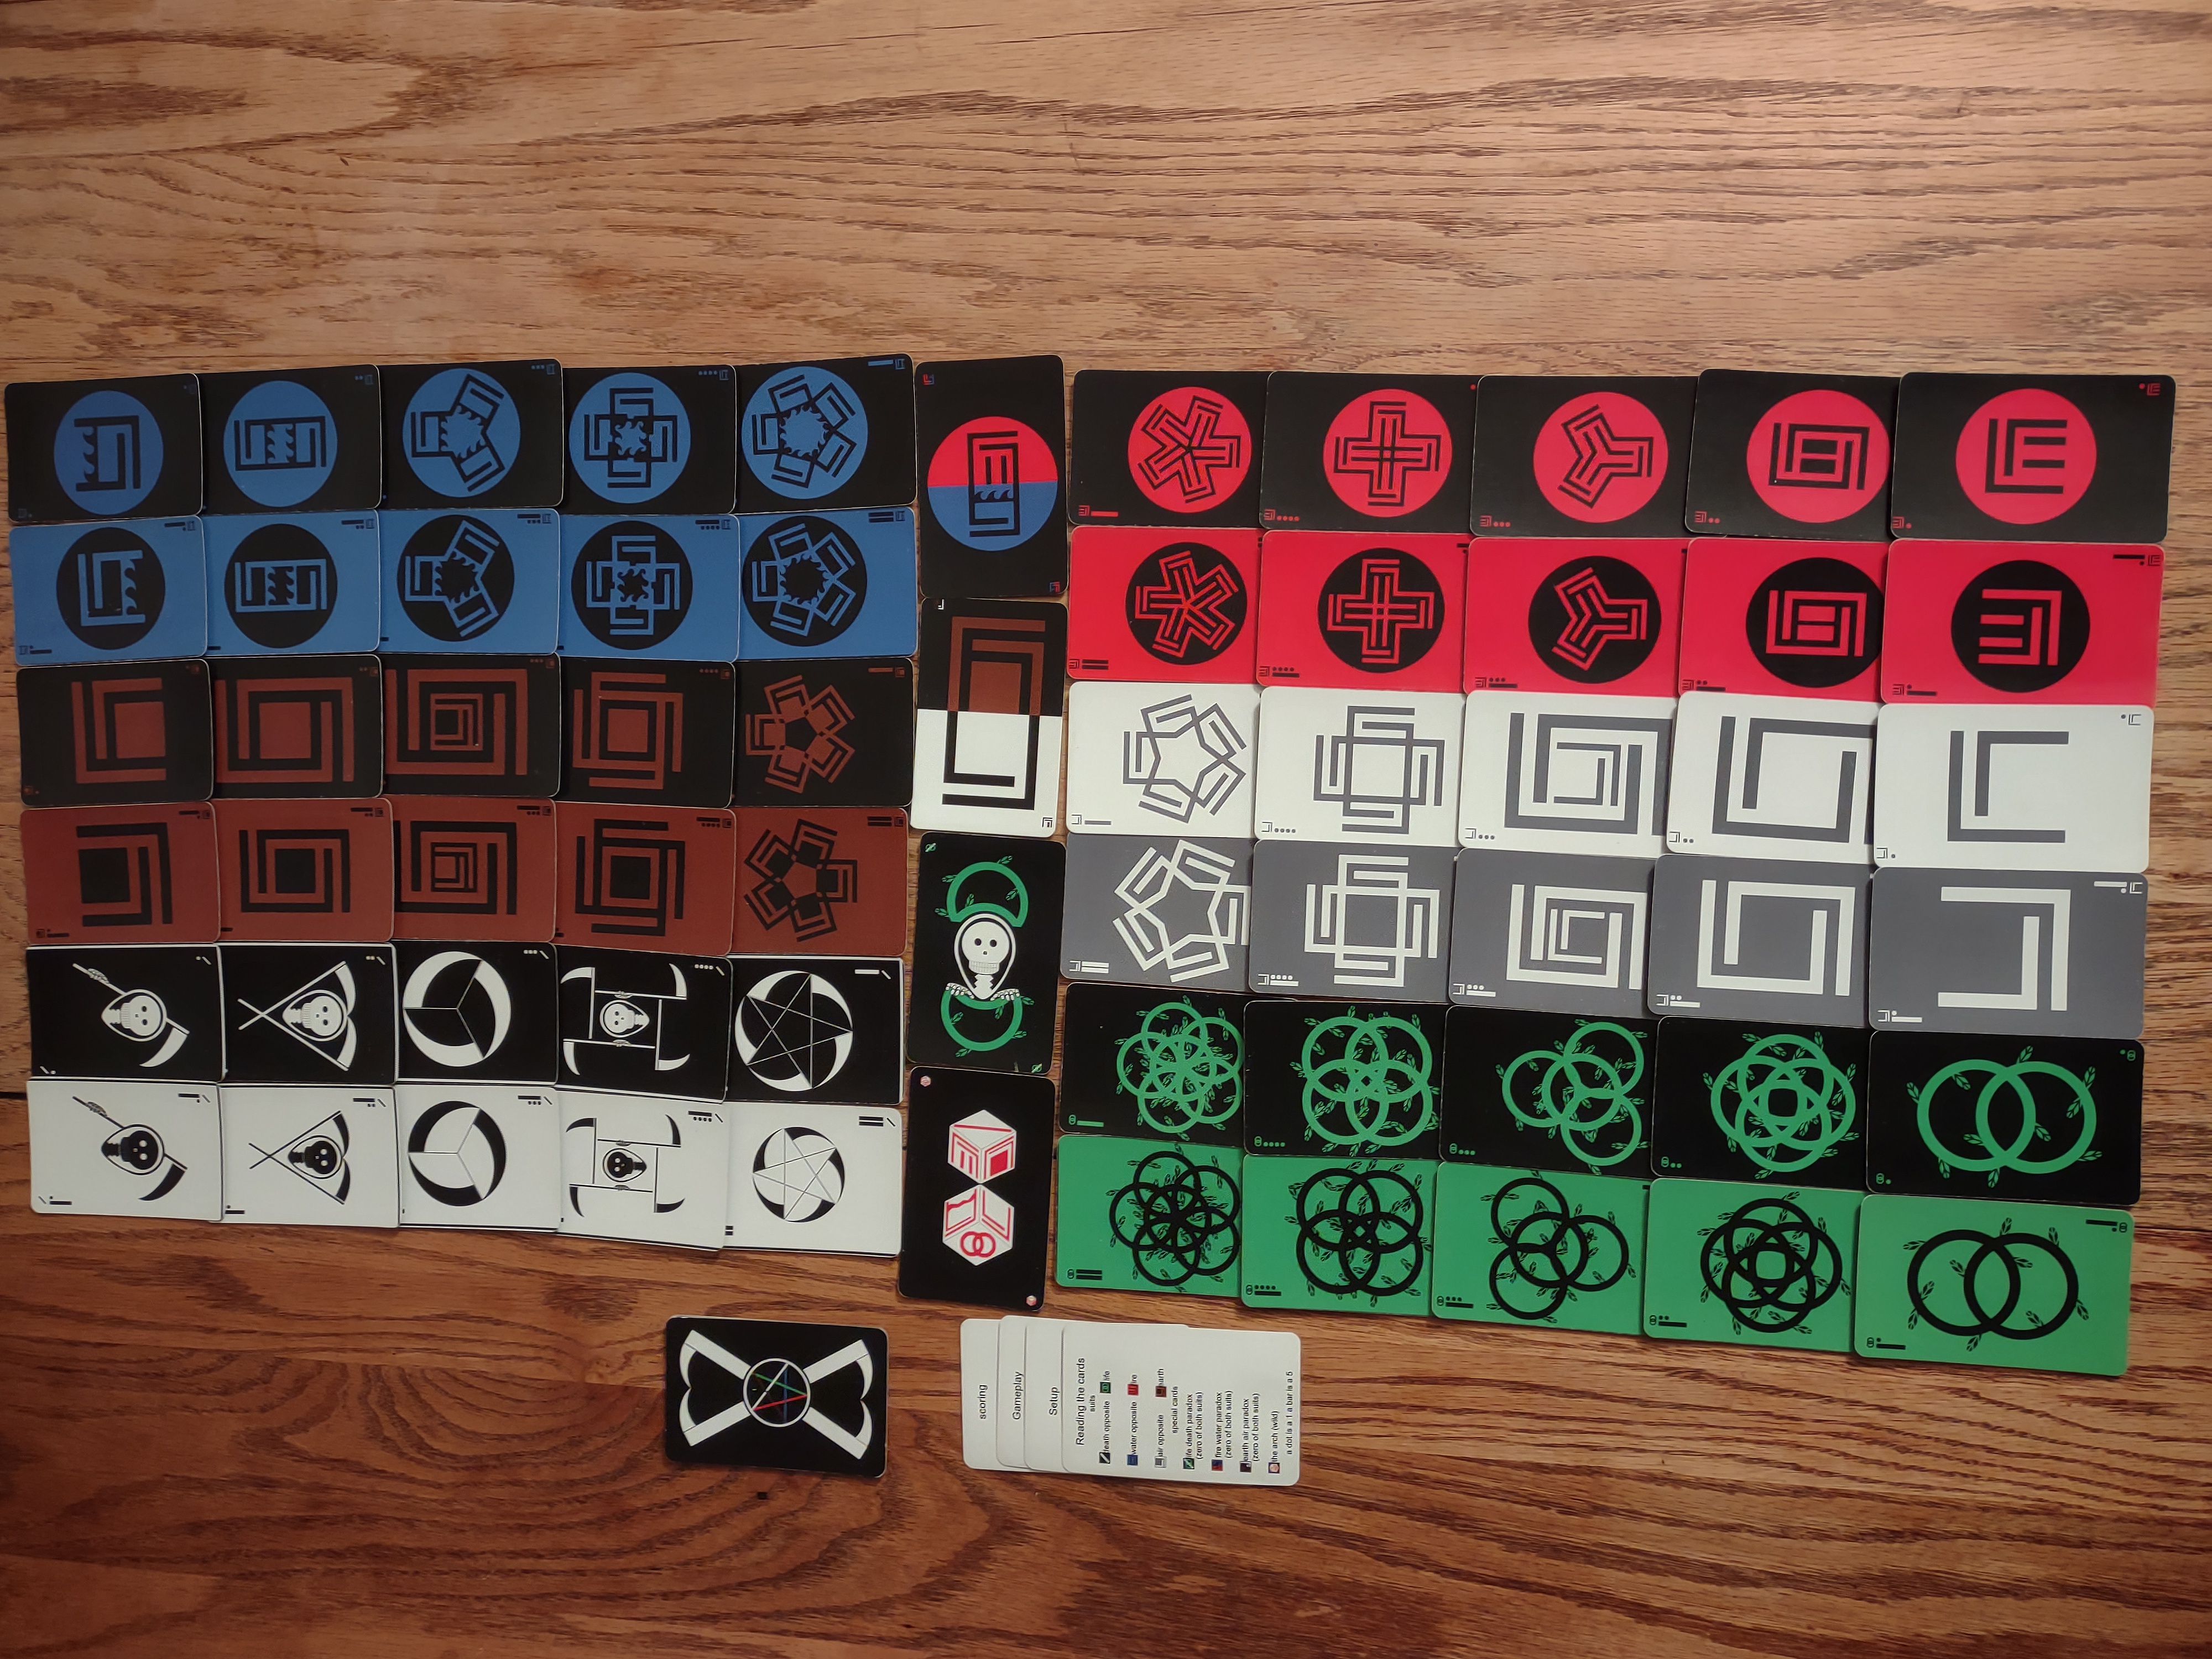 scoring
Gameplay
Setup
Reading the cards
suits
death opposite life
water opposite fire
air opposite earth
special cards
life death paradox
(zero of both suits)
fire water paradox
(zero of both suits)
earth air paradox
(zero of both suits)
the arch (wild)
a dot is a 1 a bar is a 5